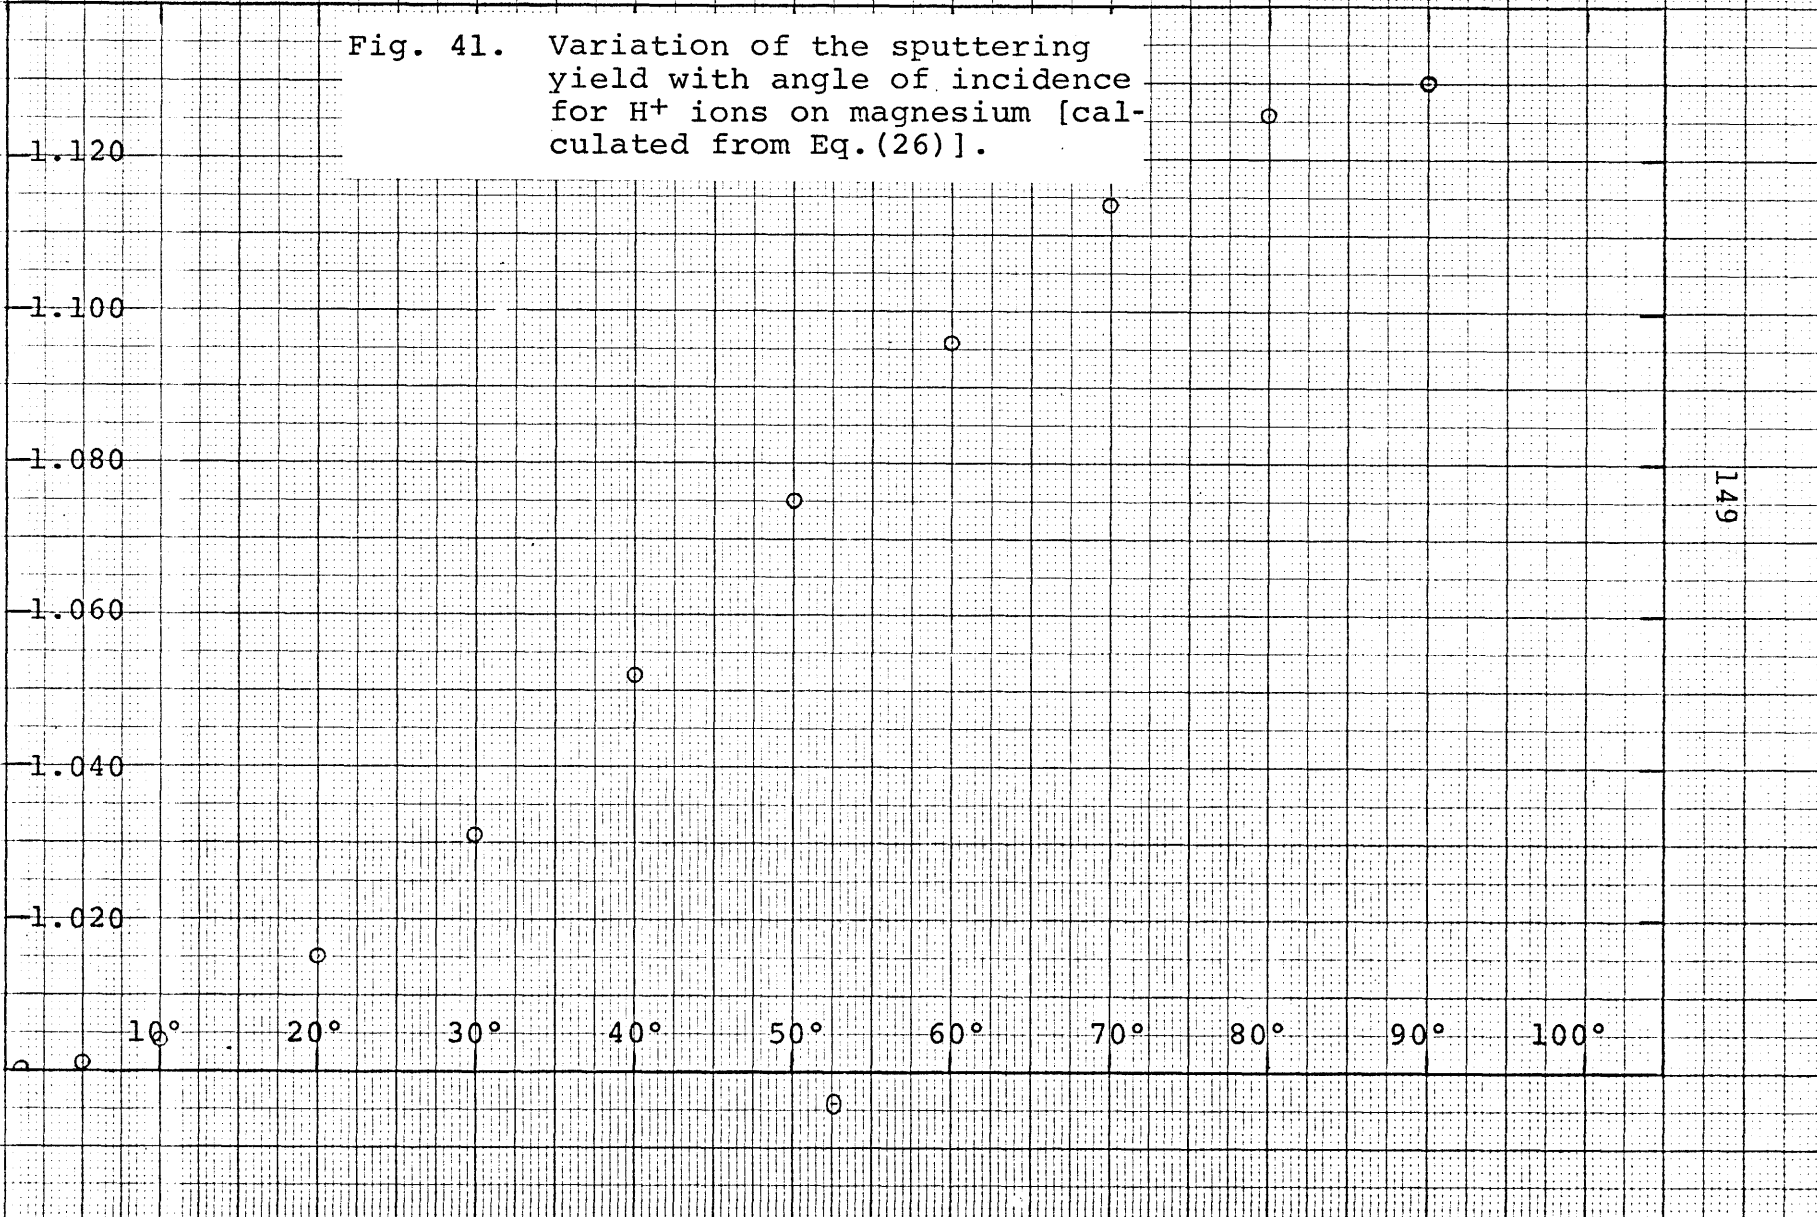 Fig. 41. Variation of the sputtering
yield with angle of incidence
for H+ ions on magnesium [cal-
culated from Eq.(26)].
1.120
1.100
1.080
1.060
1.040
1.020
10° 20° 30° 40° 50° 60° 70° 80° 90° 100°
θ
149